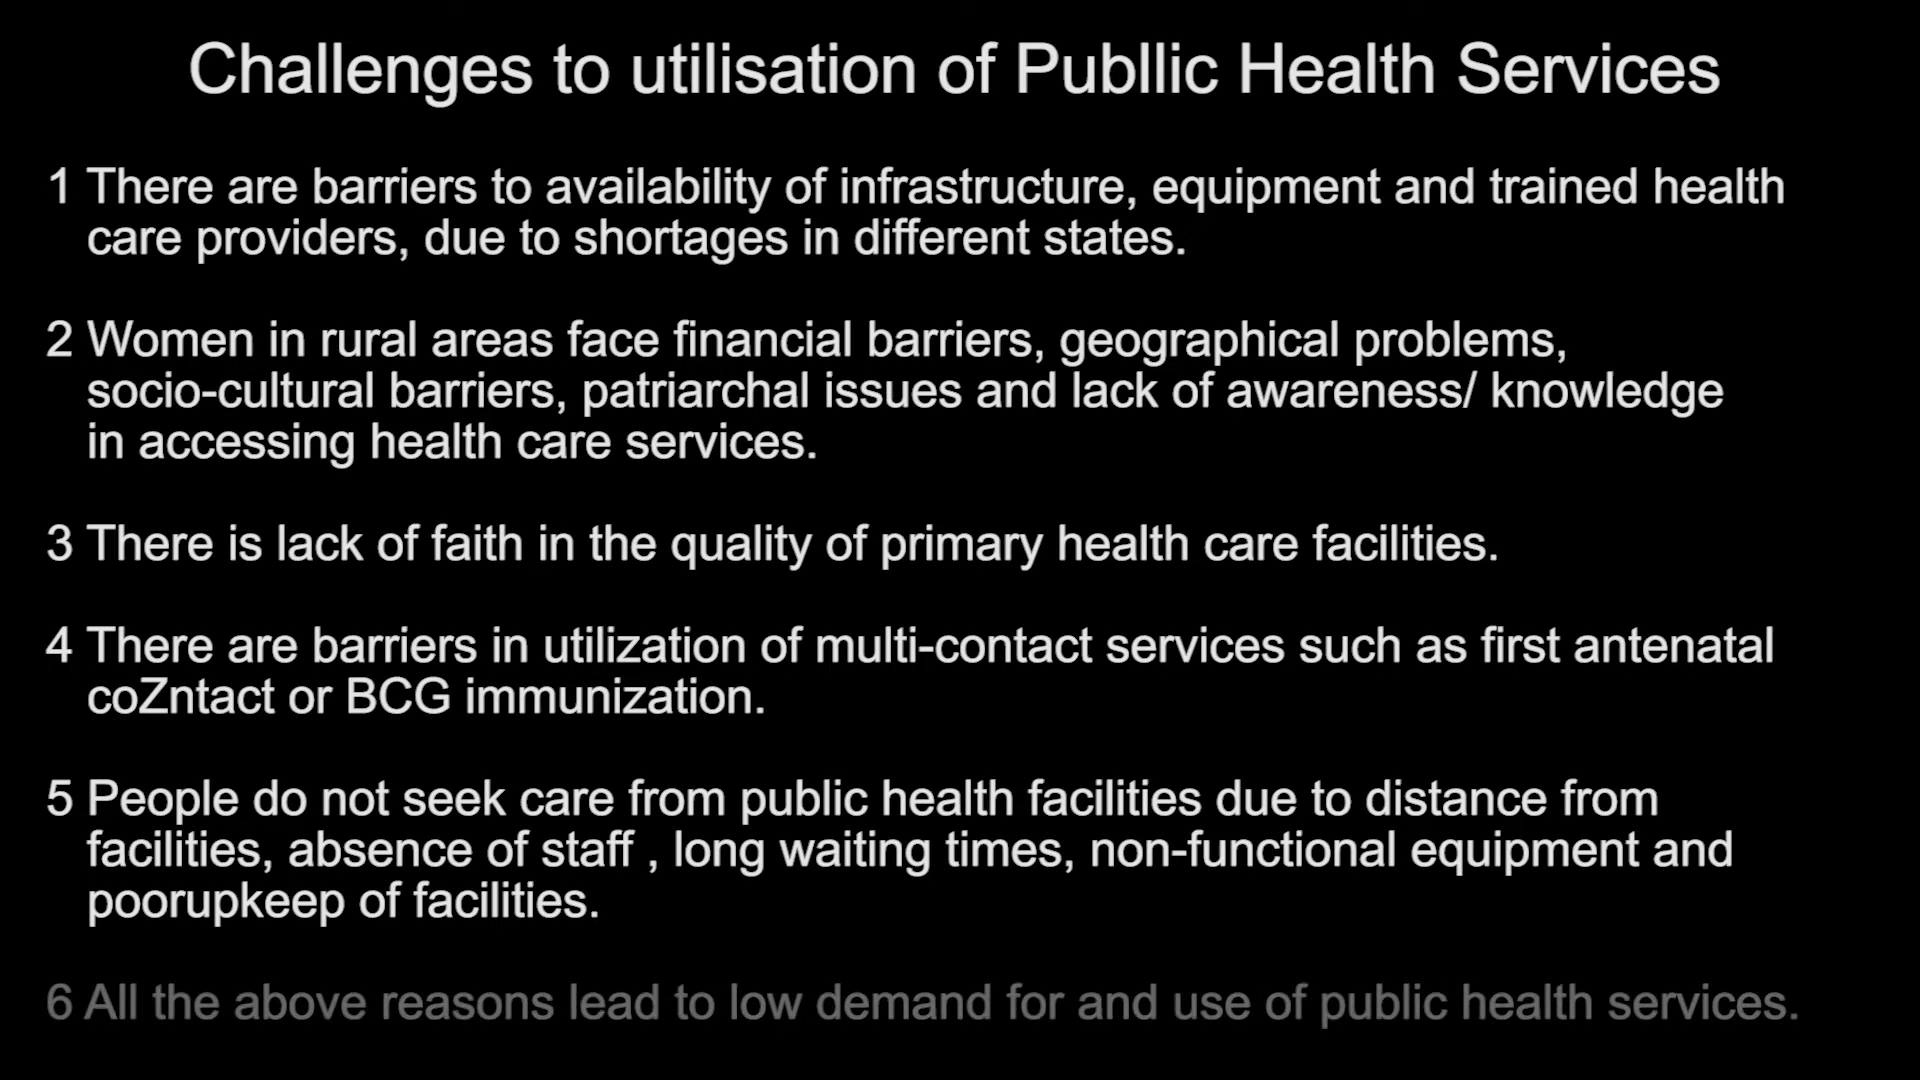 Challenges to utilisation of Publlic Health Services
1 There are barriers to availability of infrastructure, equipment and trained health
care providers, due to shortages in different states.
2 Women in rural areas face financial barriers, geographical problems,
socio-cultural barriers, patriarchal issues and lack of awareness/ knowledge
in accessing health care services.
3 There is lack of faith in the quality of primary health care facilities.
4 There are barriers in utilization of multi-contact services such as first antenatal
coZntact or BCG immunization.
5 People do not seek care from public health facilities due to distance from
facilities, absence of staff , long waiting times, non-functional equipment and
poorupkeep of facilities.
6 All the above reasons lead to low demand for and use of public health services.